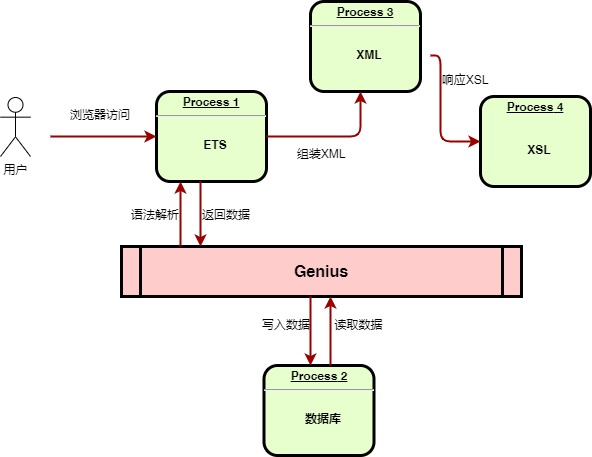 Process 3
XML
响应XSL
Process 1
浏览器访问
ETS
组装XML
Process 4
XSL
用户
语法解析
返回数据
Genius
写入数据
读取数据
Process 2
数据库